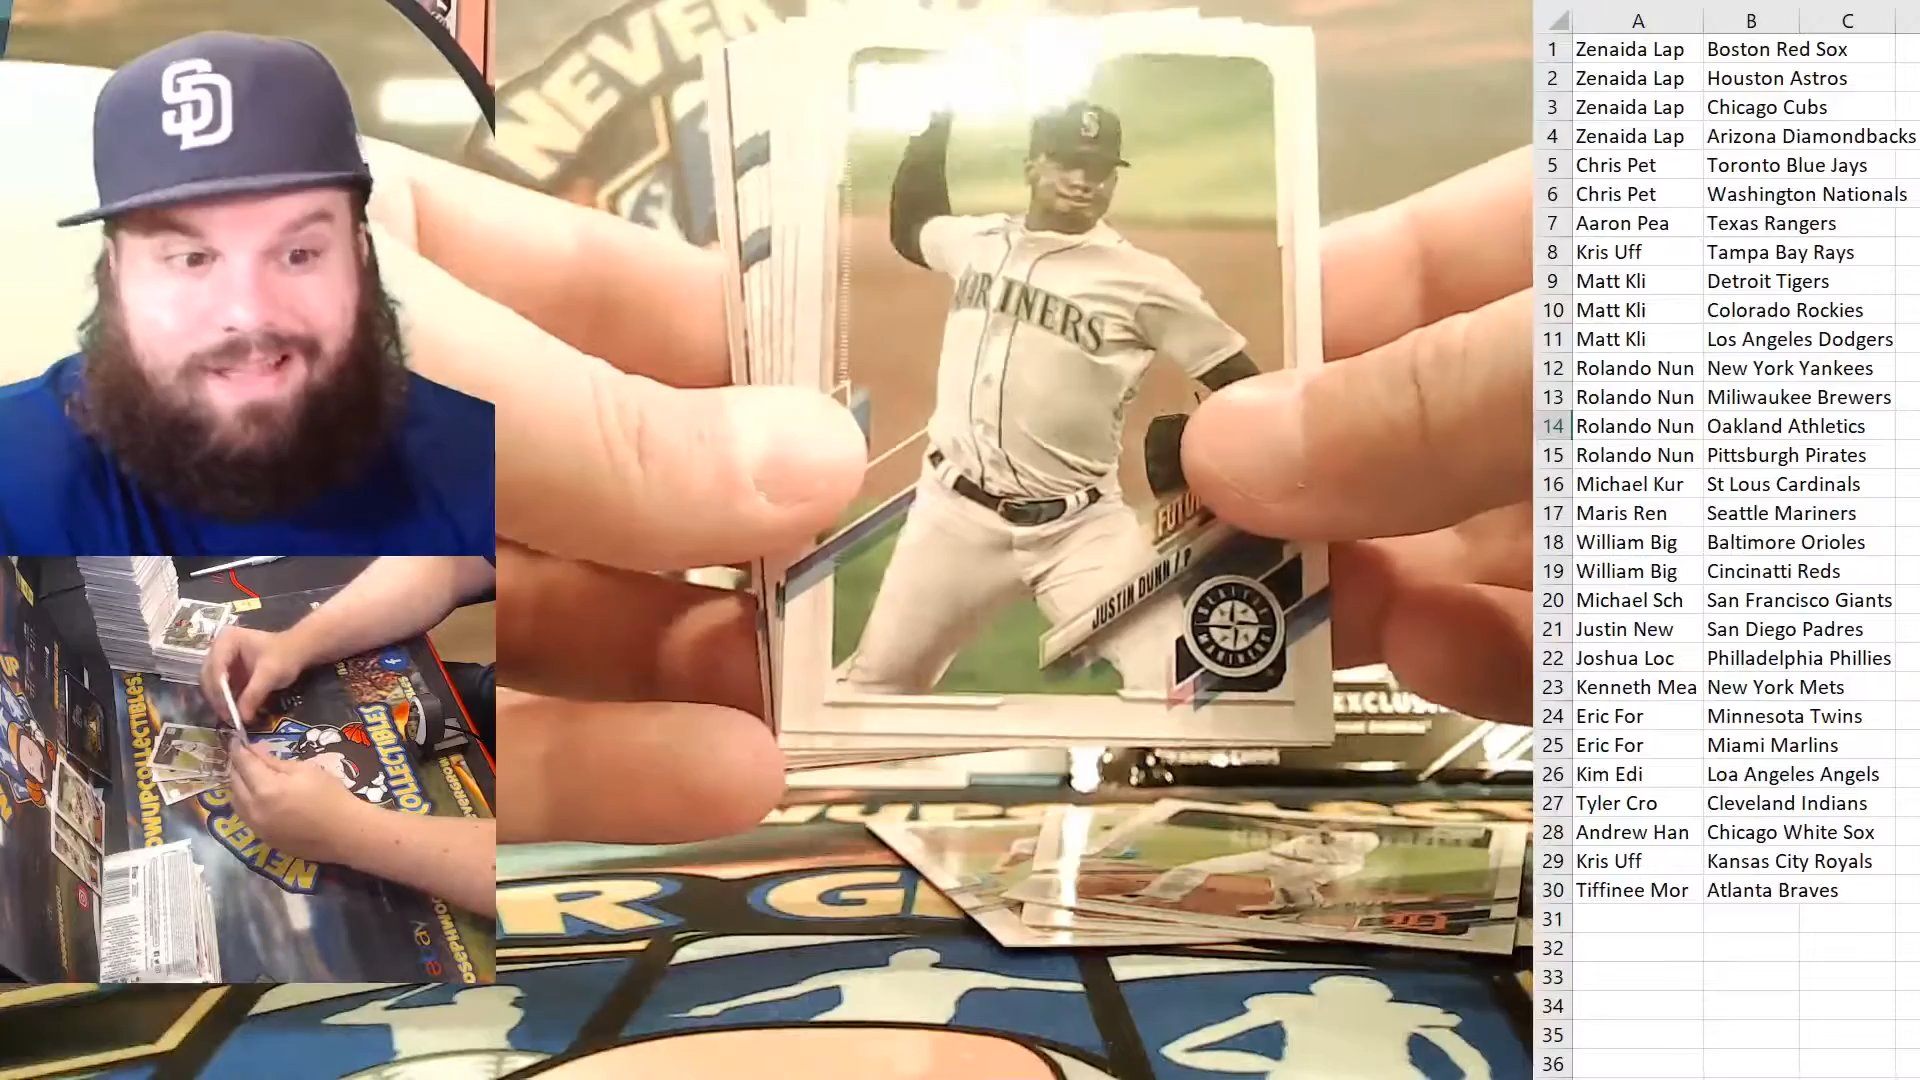 SD
NEVER
S
MARINERS
JUSTIN DUNN / P
SEATTLE
MARINERS
EXCLUS
OWUPCOLLECTIBLES.
COLLECTIBLES
NEVER G
ebay
JOSEPHWOO
R G
A B C
1 Zenaida Lap Boston Red Sox
2 Zenaida Lap Houston Astros
3 Zenaida Lap Chicago Cubs
4 Zenaida Lap Arizona Diamondbacks
5 Chris Pet Toronto Blue Jays
6 Chris Pet Washington Nationals
7 Aaron Pea Texas Rangers
8 Kris Uff Tampa Bay Rays
9 Matt Kli Detroit Tigers
10 Matt Kli Colorado Rockies
11 Matt Kli Los Angeles Dodgers
12 Rolando Nun New York Yankees
13 Rolando Nun Miliwaukee Brewers
14 Rolando Nun Oakland Athletics
15 Rolando Nun Pittsburgh Pirates
16 Michael Kur St Lous Cardinals
17 Maris Ren Seattle Mariners
18 William Big Baltimore Orioles
19 William Big Cincinatti Reds
20 Michael Sch San Francisco Giants
21 Justin New San Diego Padres
22 Joshua Loc Philladelphia Phillies
23 Kenneth Mea New York Mets
24 Eric For Minnesota Twins
25 Eric For Miami Marlins
26 Kim Edi Loa Angeles Angels
27 Tyler Cro Cleveland Indians
28 Andrew Han Chicago White Sox
29 Kris Uff Kansas City Royals
30 Tiffinee Mor Atlanta Braves
31
32
33
34
35
36